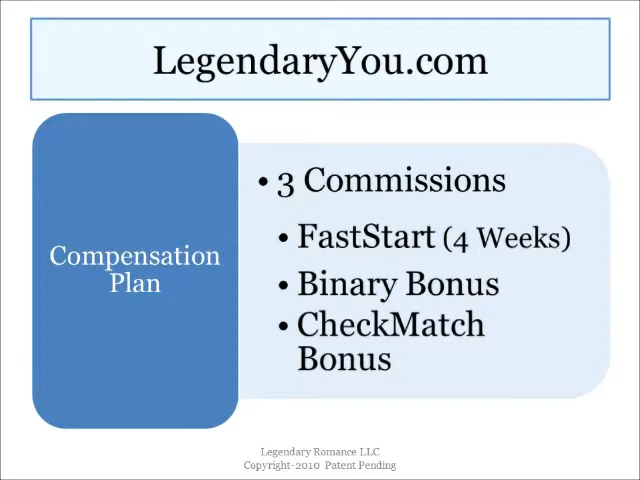 LegendaryYou.com
Compensation
Plan
• 3 Commissions
• FastStart (4 Weeks)
• Binary Bonus
• CheckMatch
Bonus
Legendary Romance LLC
Copyright-2010 Patent Pending